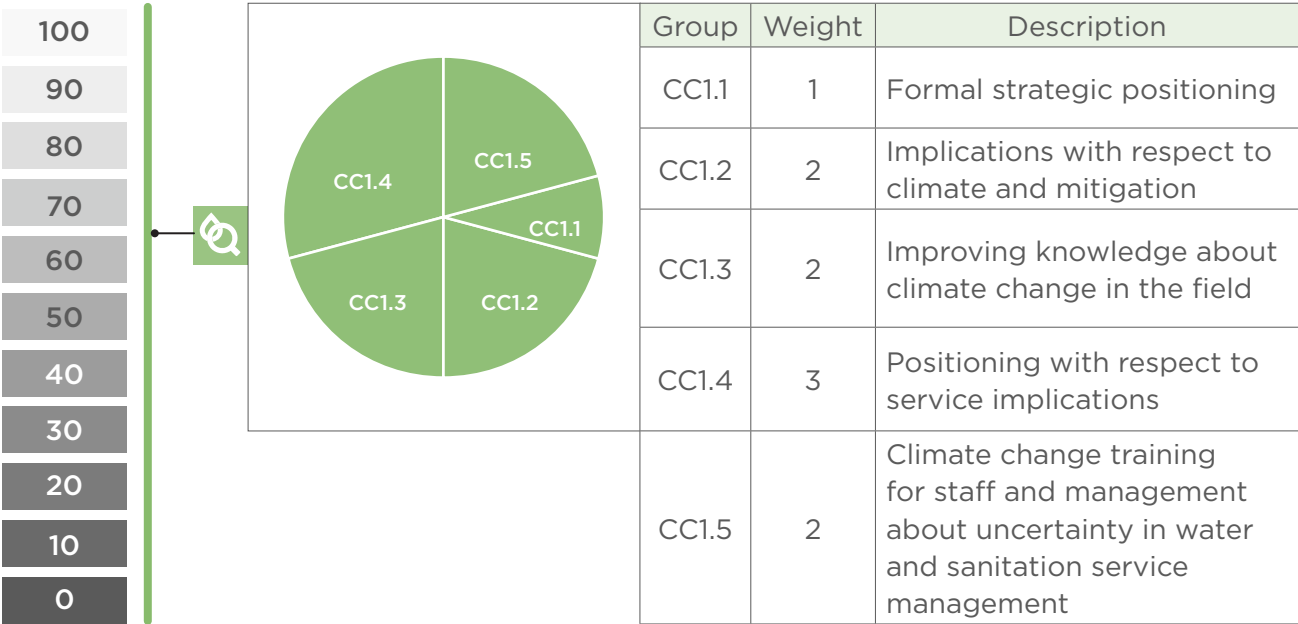 100
90
80
70
60
50
40
30
20
10
0
CC1.4
CC1.5
CC1.1
CC1.3
CC1.2
Group Weight Description
CC1.1 1 Formal strategic positioning
CC1.2 2 Implications with respect to
climate and mitigation
CC1.3 2 Improving knowledge about
climate change in the field
CC1.4 3 Positioning with respect to
service implications
CC1.5 2 Climate change training
for staff and management
about uncertainty in water
and sanitation service
management